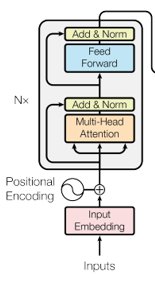 Add & Norm
Feed
Forward
N×
Add & Norm
Multi-Head
Attention
Positional
Encoding
Input
Embedding
Inputs